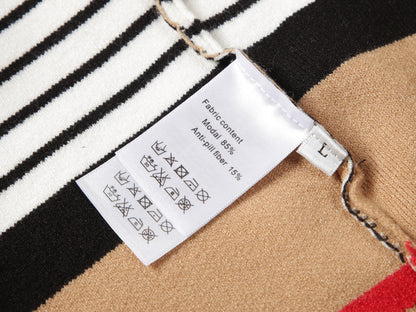 Fabric content
Modal 85%
Anti-pill fiber 15%
L